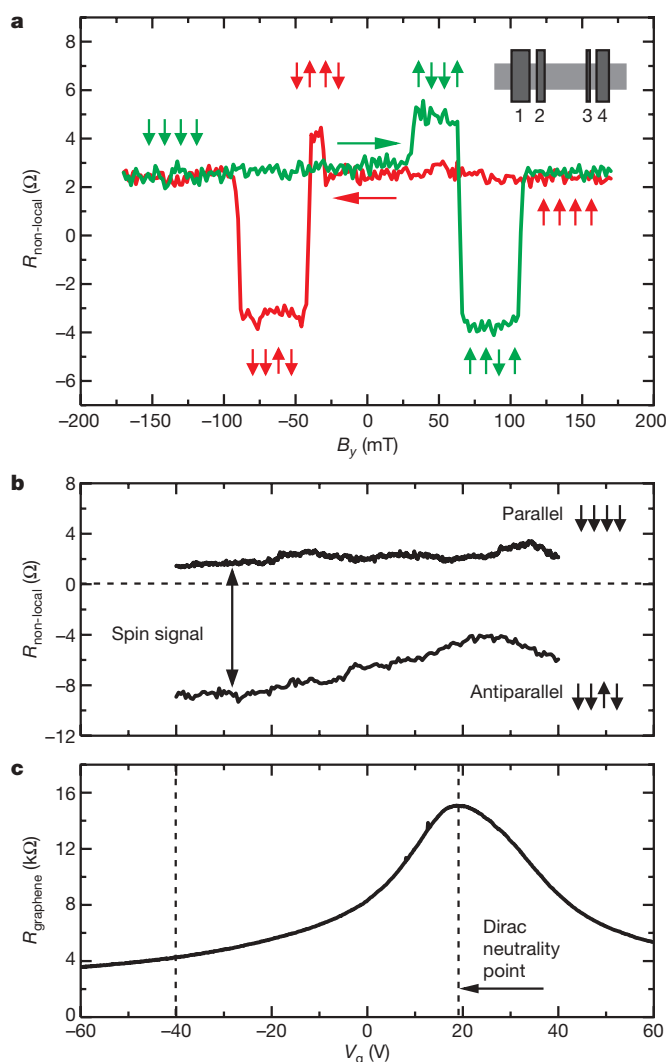 a
8
6
4
2
0
−2
−4
−6
R non-local (Ω)
1 2 3 4
−200 −150 −100 −50 0 50 100 150 200
B y (mT)
b
8
4
0
−4
−8
−12
R non-local (Ω)
Parallel
Spin signal
Antiparallel
c
16
12
8
4
0
R graphene (kΩ)
Dirac
neutrality
point
−60 −40 −20 0 20 40 60
V g (V)